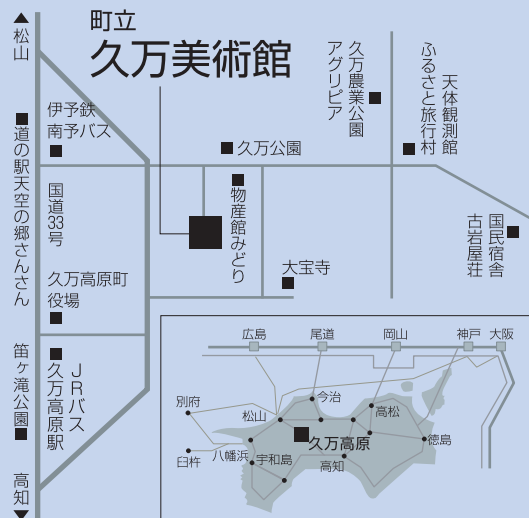 町立
久万美術館
▲
松山
道の駅天空の郷さんさん
伊予鉄
南予バス
国道33号
久万高原町
役場
JRバス
久万高原駅
笛ヶ滝公園
高知
▼
久万公園
物産館みどり
大宝寺
久万農業公園
アグリピア
天体観測館
ふるさと旅行村
国民宿舎
古岩屋荘
広島
尾道
岡山
神戸
大阪
別府
松山
今治
高松
臼杵
八幡浜
宇和島
久万高原
高知
徳島